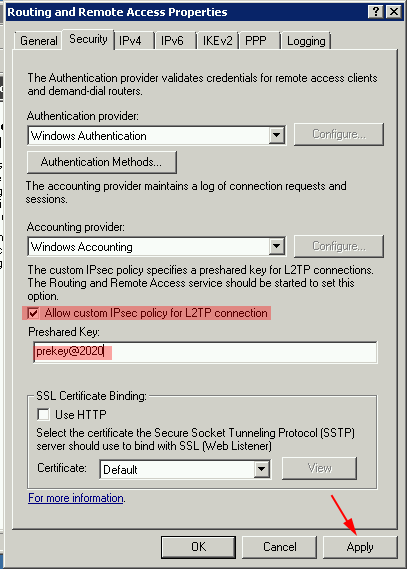 Routing and Remote Access Properties
General Security IPv4 IPv6 IKEv2 PPP Logging
The Authentication provider validates credentials for remote access clients
and demand-dial routers.
Authentication provider:
Windows Authentication Configure...
Authentication Methods...
The accounting provider maintains a log of connection requests and
sessions.
Accounting provider:
Windows Accounting Configure...
The custom IPsec policy specifies a preshared key for L2TP connections.
The Routing and Remote Access service should be started to set this
option.
Allow custom IPsec policy for L2TP connection
Preshared Key:
prekey@2020
SSL Certificate Binding:
Use HTTP
Select the certificate the Secure Socket Tunneling Protocol (SSTP)
server should use to bind with SSL (Web Listener)
Certificate: Default View
For more information.
OK Cancel Apply